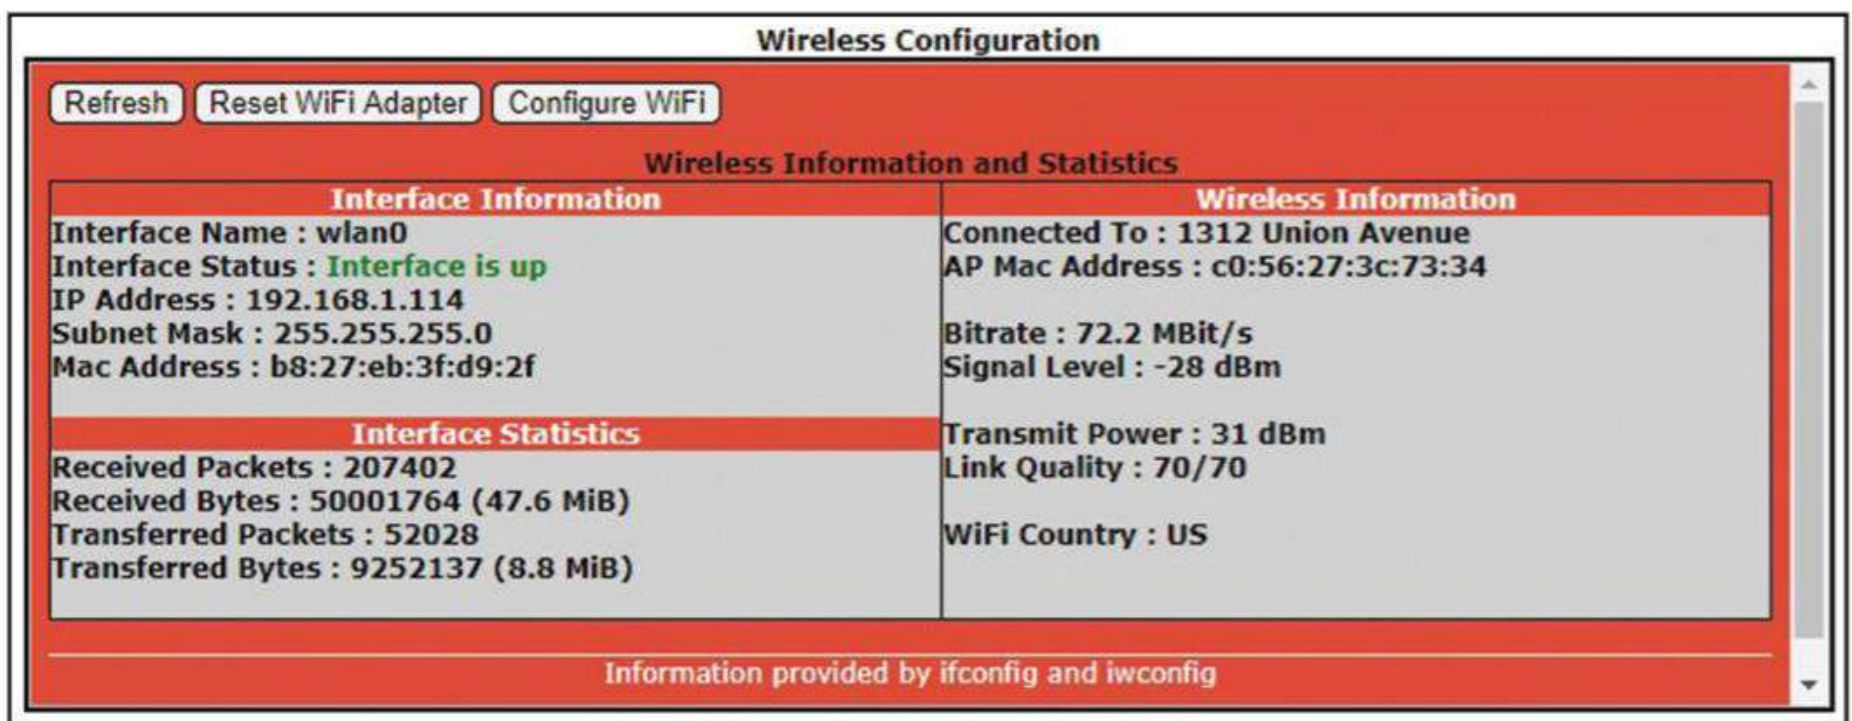 Wireless Configuration
Refresh Reset WiFi Adapter Configure WiFi
Wireless Information and Statistics
Interface Information
Interface Name : wlan0
Interface Status : Interface is up
IP Address : 192.168.1.114
Subnet Mask : 255.255.255.0
Mac Address : b8:27:eb:3f:d9:2f
Interface Statistics
Received Packets : 207402
Received Bytes : 50001764 (47.6 MiB)
Transferred Packets : 52028
Transferred Bytes : 9252137 (8.8 MiB)
Wireless Information
Connected To : 1312 Union Avenue
AP Mac Address : c0:56:27:3c:73:34
Bitrate : 72.2 MBit/s
Signal Level : -28 dBm
Transmit Power : 31 dBm
Link Quality : 70/70
WiFi Country : US
Information provided by ifconfig and iwconfig